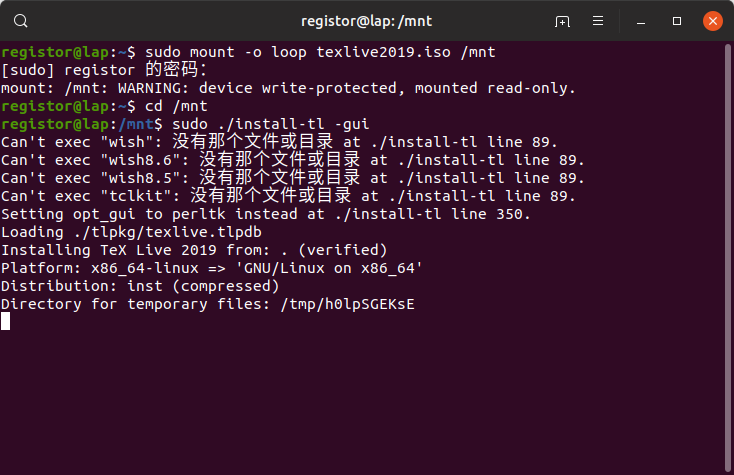 registor@lap: /mnt
registor@lap:~$ sudo mount -o loop texlive2019.iso /mnt
[sudo] registor 的密码：
mount: /mnt: WARNING: device write-protected, mounted read-only.
registor@lap:~$ cd /mnt
registor@lap:/mnt$ sudo ./install-tl -gui
Can't exec "wish": 没有那个文件或目录 at ./install-tl line 89.
Can't exec "wish8.6": 没有那个文件或目录 at ./install-tl line 89.
Can't exec "wish8.5": 没有那个文件或目录 at ./install-tl line 89.
Can't exec "tclkit": 没有那个文件或目录 at ./install-tl line 89.
Setting opt_gui to perltk instead at ./install-tl line 350.
Loading ./tlpkg/texlive.tlpdb
Installing TeX Live 2019 from: . (verified)
Platform: x86_64-linux => 'GNU/Linux on x86_64'
Distribution: inst (compressed)
Directory for temporary files: /tmp/h0lpSGEKsE